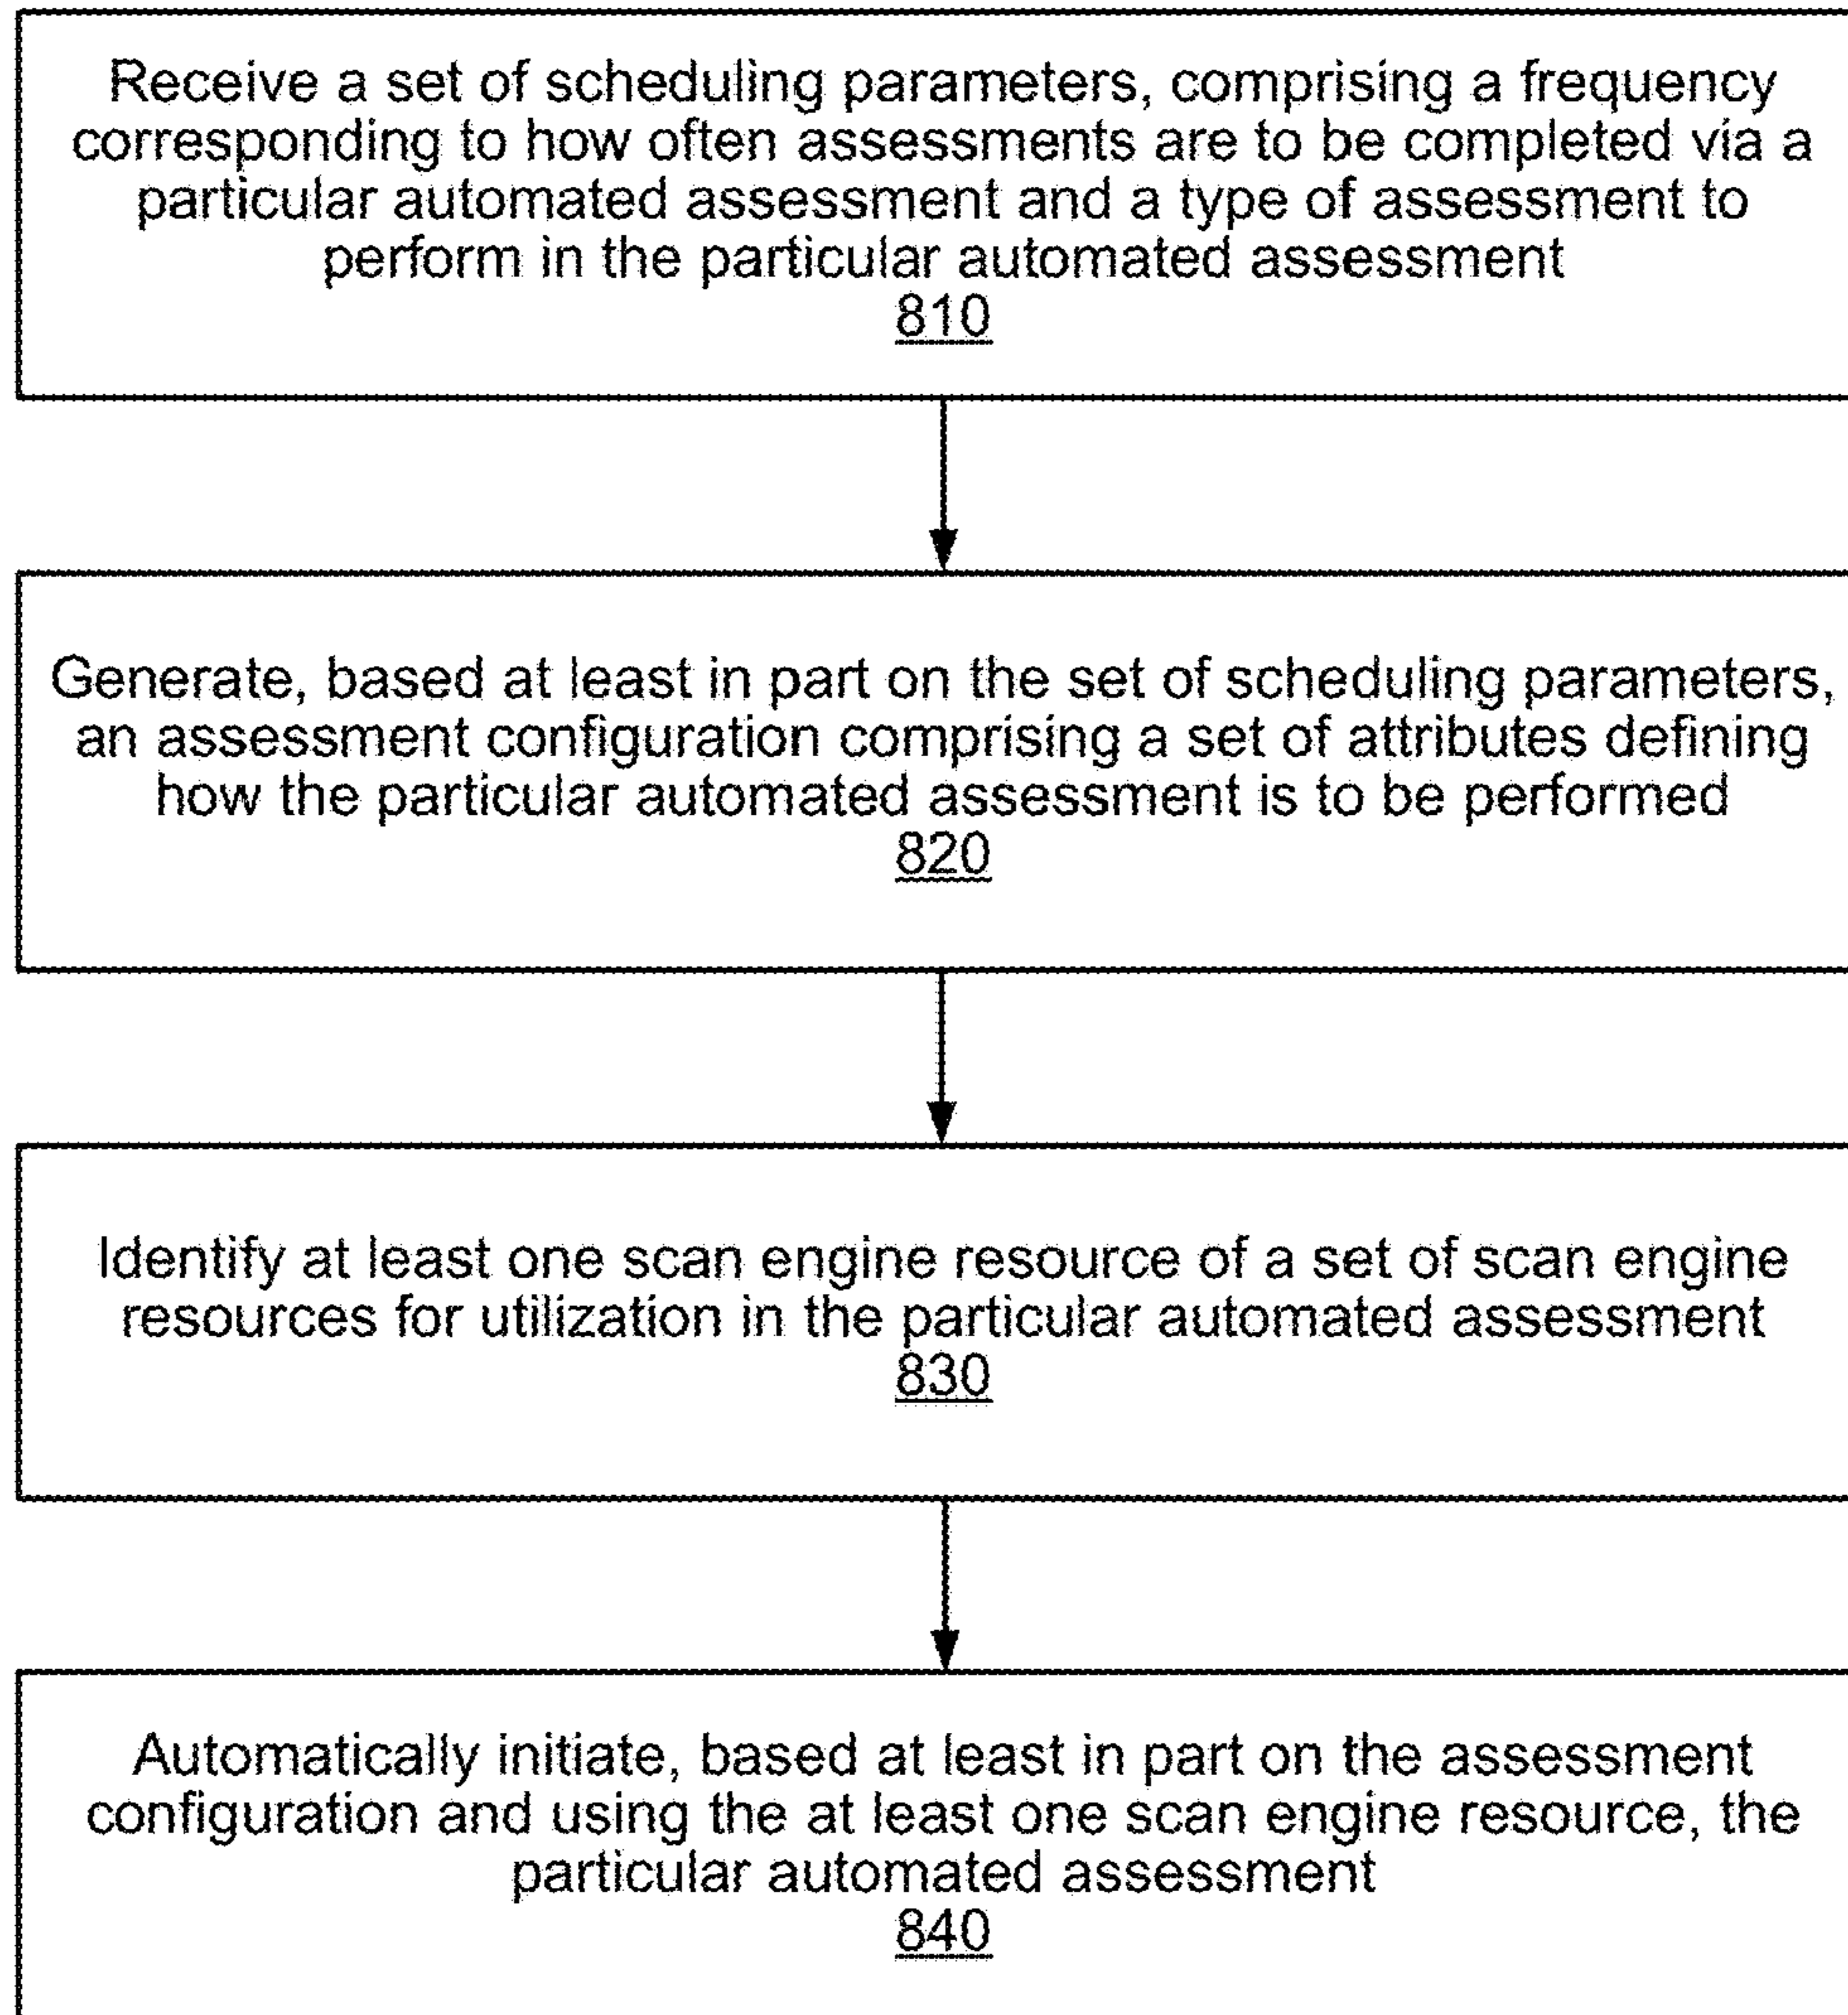 Receive a set of scheduling parameters, comprising a frequency
corresponding to how often assessments are to be completed via a
particular automated assessment and a type of assessment to
perform in the particular automated assessment
810
Generate, based at least in part on the set of scheduling parameters,
an assessment configuration comprising a set of attributes defining
how the particular automated assessment is to be performed
820
Identify at least one scan engine resource of a set of scan engine
resources for utilization in the particular automated assessment
830
Automatically initiate, based at least in part on the assessment
configuration and using the at least one scan engine resource, the
particular automated assessment
840